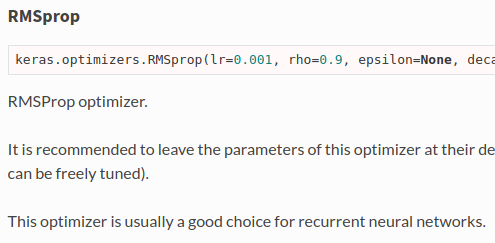 RMSprop
keras.optimizers.RMSprop(lr=0.001, rho=0.9, epsilon=None, deca
RMSProp optimizer.
It is recommended to leave the parameters of this optimizer at their de
can be freely tuned).
This optimizer is usually a good choice for recurrent neural networks.